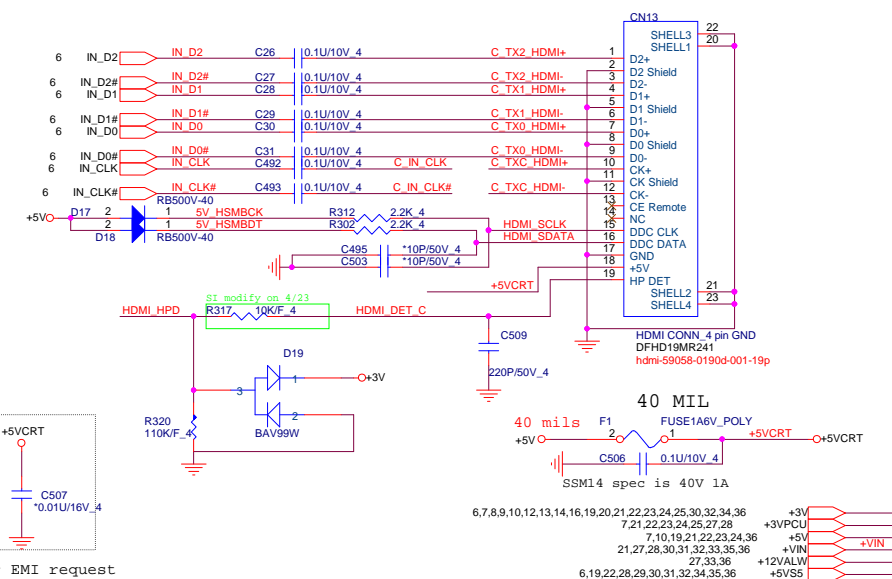 CN13
22
SHELL3
20
SHELL1
6 IN_D2 IN_D2 C26 0.1U/10V_4 C_TX2_HDMI+ 1 D2+
2 D2 Shield
6 IN_D2# IN_D2# C27 0.1U/10V_4 C_TX2_HDMI- 3 D2-
6 IN_D1 IN_D1 C28 0.1U/10V_4 C_TX1_HDMI+ 4 D1+
5 D1 Shield
6 IN_D1# IN_D1# C29 0.1U/10V_4 C_TX1_HDMI- 6 D1-
6 IN_D0 IN_D0 C30 0.1U/10V_4 C_TX0_HDMI+ 7 D0+
8 D0 Shield
6 IN_D0# IN_D0# C31 0.1U/10V_4 C_TX0_HDMI- 9 D0-
6 IN_CLK IN_CLK C492 0.1U/10V_4 C_IN_CLK C_TXC_HDMI+ 10 CK+
11 CK Shield
6 IN_CLK# IN_CLK# C493 0.1U/10V_4 C_IN_CLK# C_TXC_HDMI- 12 CK-
RB500V-40
13 CE Remote
+5V D17 2 1 5V_HSMBCK R312 2.2K_4 14 NC
2 1 5V_HSMBDT R302 2.2K_4 HDMI_SCLK 15 DDC CLK
D18 RB500V-40 HDMI_SDATA 16 DDC DATA
C495 *10P/50V_4 17 GND
C503 *10P/50V_4 18 +5V
19 HP DET
+5VCRT
21
SHELL2
23
SHELL4
SI modify on 4/23
HDMI_HPD R317 10K/F_4 HDMI_DET_C
HDMI CONN_4 pin GND
DFHD19MR241
hdmi-59058-0190d-001-19p
C509
220P/50V_4
D19
3 1 +3V
2
BAV99W
R320
110K/F_4
40 MIL
40 mils F1 FUSE1A6V_POLY
+5V 2 1 +5VCRT +5VCRT
C506 0.1U/10V_4
SSM14 spec is 40V 1A
+5VCRT
C507
*0.01U/16V_4
EMI request
6,7,8,9,10,12,13,14,16,19,20,21,22,23,24,25,30,32,34,36 +3V
7,21,22,23,24,25,27,28 +3VPCU
7,10,19,21,22,23,24,36 +5V
21,27,28,30,31,32,33,35,36 +VIN +VIN
27,33 +12VALW
6,19,22,28,29,30,31,32,34,35,36 +5VS5